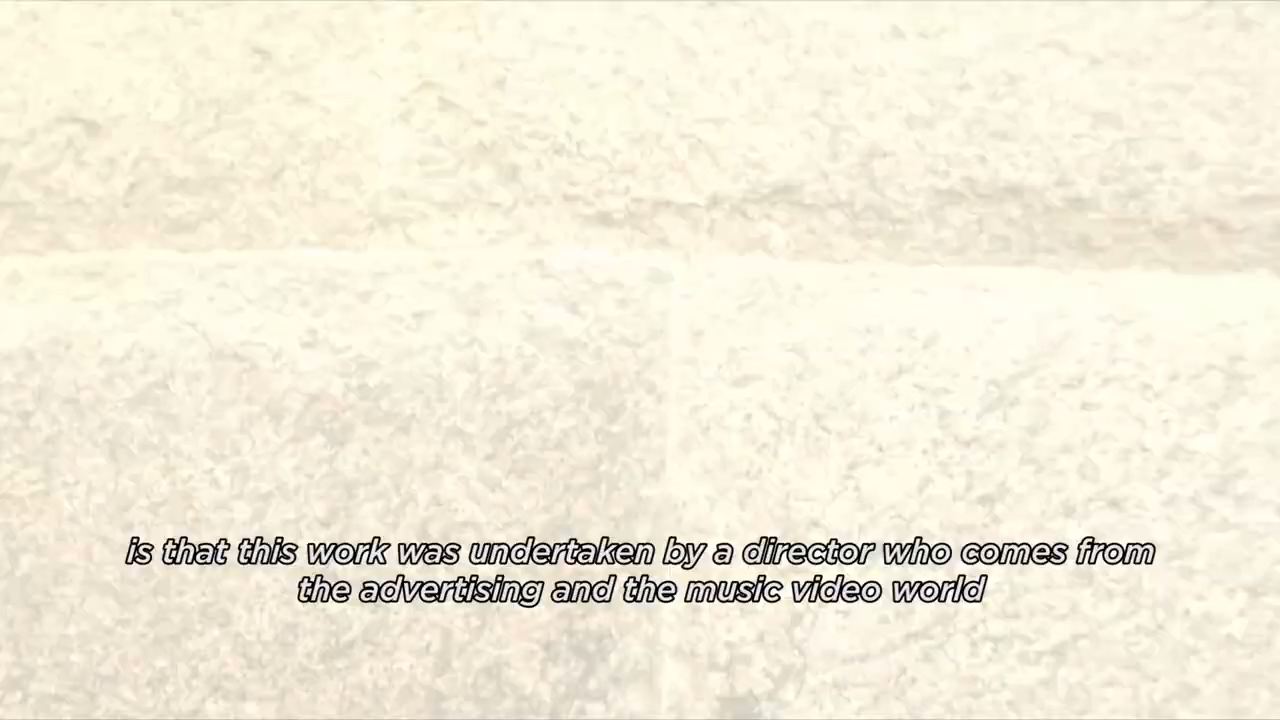 is that this work was undertaken by a director who comes from
the advertising and the music video world